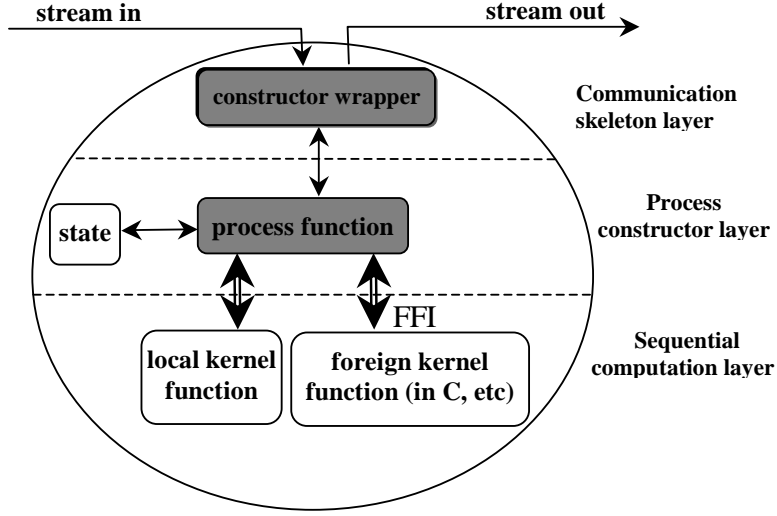 stream in
stream out
constructor wrapper
Communication
skeleton layer
state
process function
Process
constructor layer
FFI
local kernel
function
foreign kernel
function (in C, etc)
Sequential
computation layer